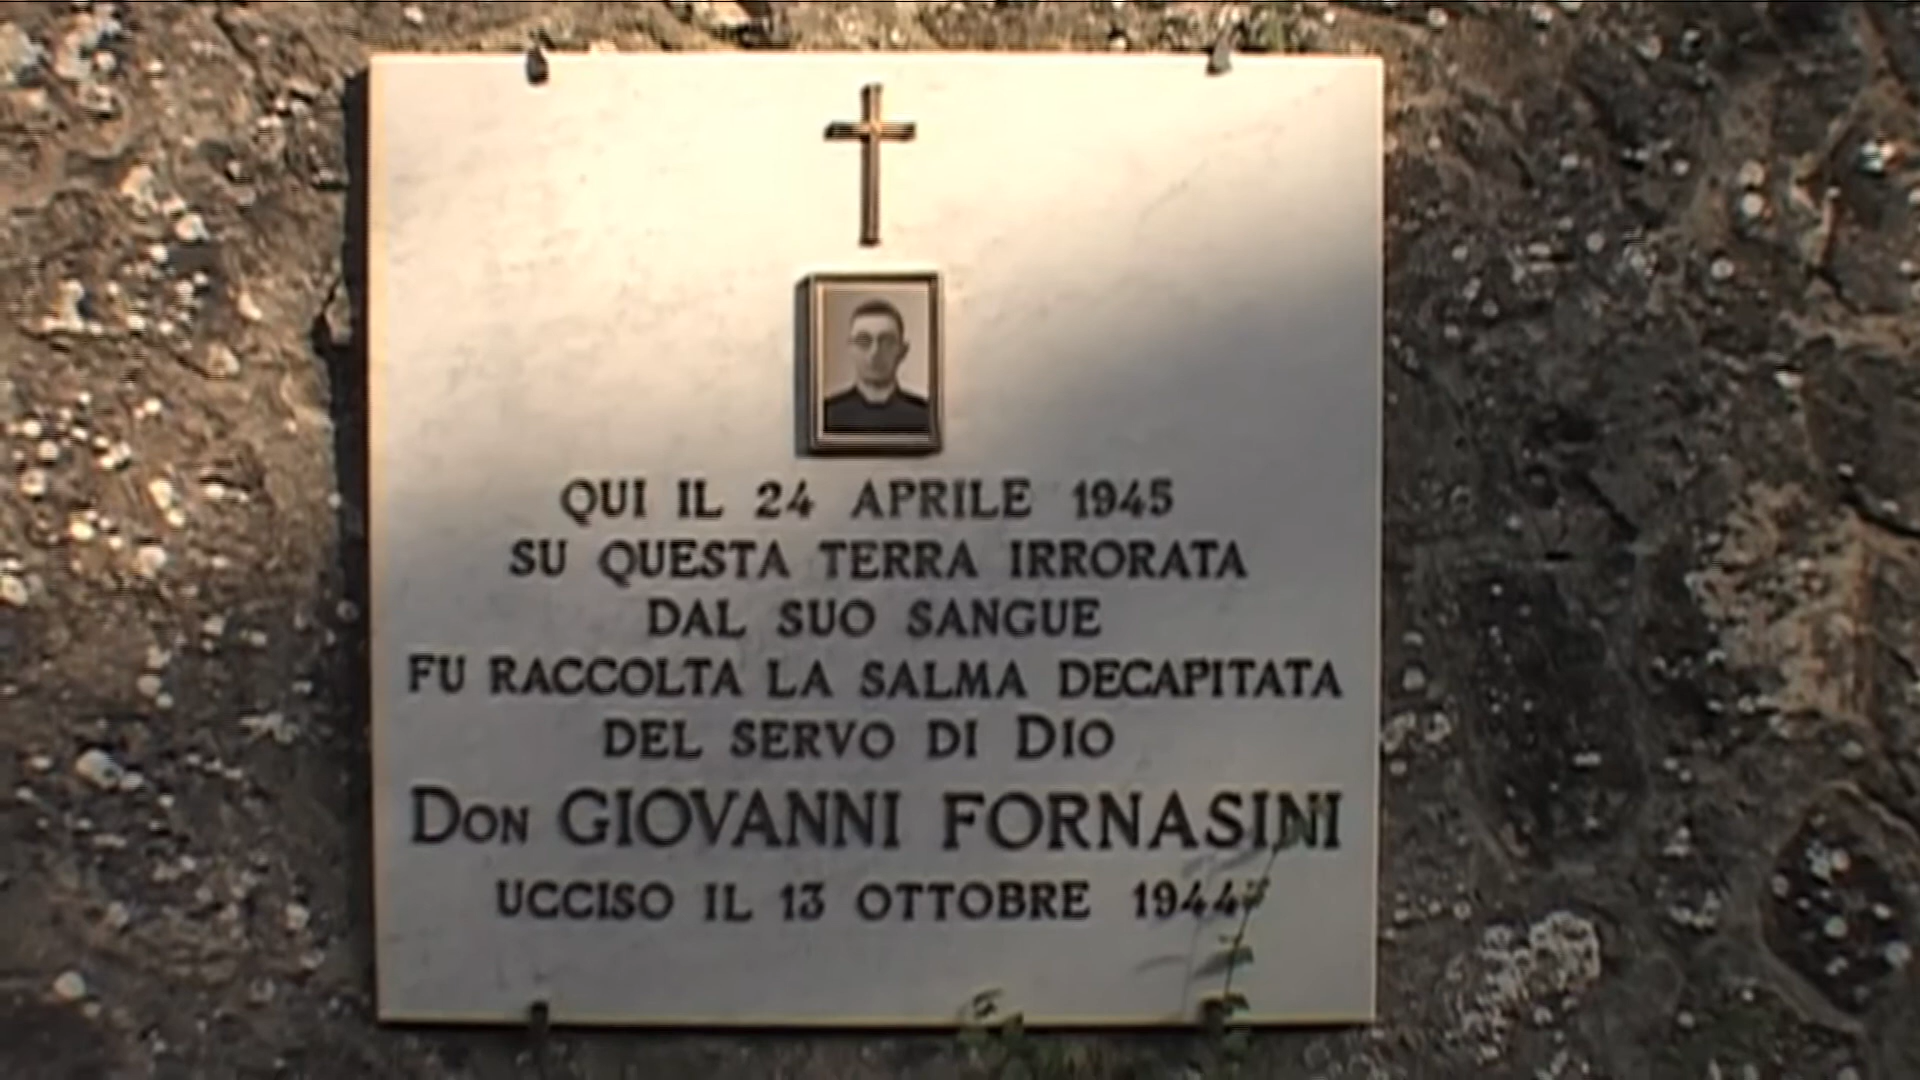 QUI IL 24 APRILE 1945
SU QUESTA TERRA IRRORATA
DAL SUO SANGUE
FU RACCOLTA LA SALMA DECAPITATA
DEL SERVO DI DIO
DON GIOVANNI FORNASINI
UCCISO IL 13 OTTOBRE 1944